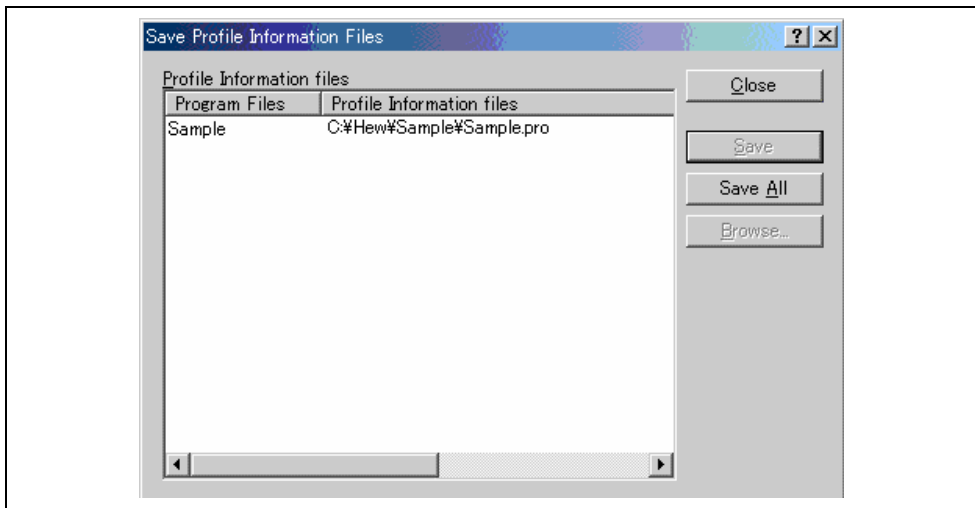 Save Profile Information Files
Profile Information files
Program Files Profile Information files
Sample C:¥Hew¥Sample¥Sample.pro
Close
Save
Save All
Browse...